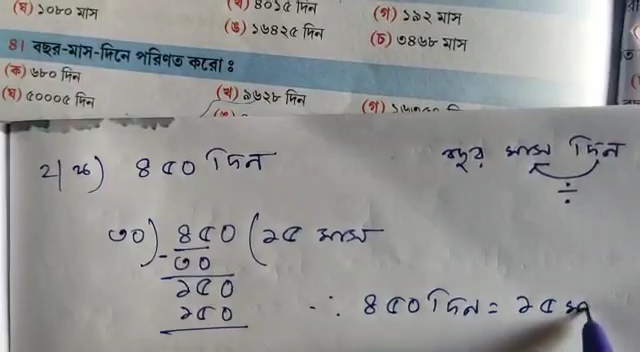 (ঘ) ১০৮০ মাস (খ) ৪০১৫ দিন (গ) ১৯২ মাস
(ঙ) ১৬৪২৫ দিন (চ) ৩৪৬৮ মাস
৪। বছর-মাস-দিনে পরিণত করো :
(ক) ৬৮০ দিন (খ) ৯৬২৮ দিন (গ)
(ঘ) ৫০০০৫ দিন
২। ৪৫০ দিন বছর মাস দিন
÷
৩০) ৪৫০ ( ১৫ মাস
- ৩০
১৫০
১৫০ ∴ ৪৫০ দিন = ১৫